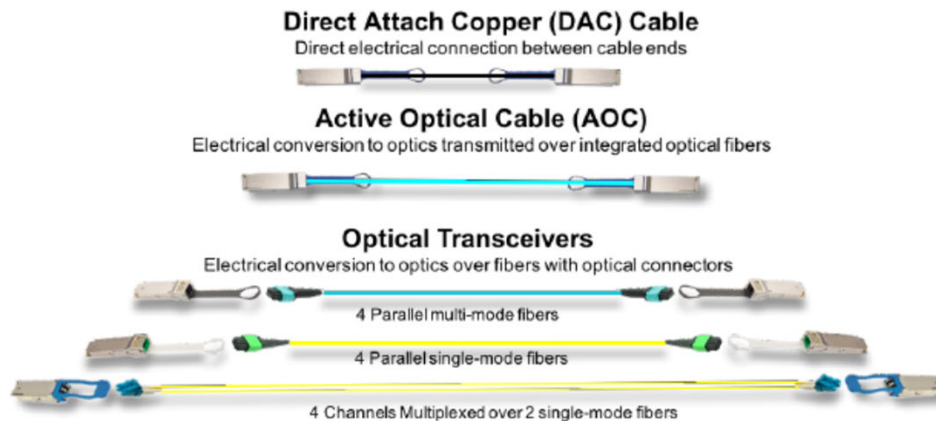 Direct Attach Copper (DAC) Cable
Direct electrical connection between cable ends
Active Optical Cable (AOC)
Electrical conversion to optics transmitted over integrated optical fibers
Optical Transceivers
Electrical conversion to optics over fibers with optical connectors
4 Parallel multi-mode fibers
4 Parallel single-mode fibers
4 Channels Multiplexed over 2 single-mode fibers